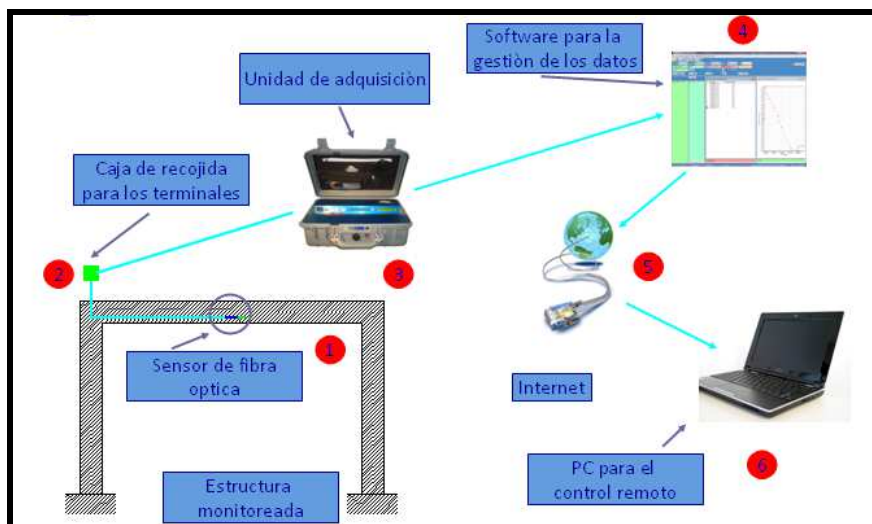 4
Software para la
gestiòn de los datos
Unidad de adquisiciòn
Caja de recojida
para los terminales
2
3
5
1
Sensor de fibra
optica
Internet
Estructura
monitoreada
PC para el
control remoto
6